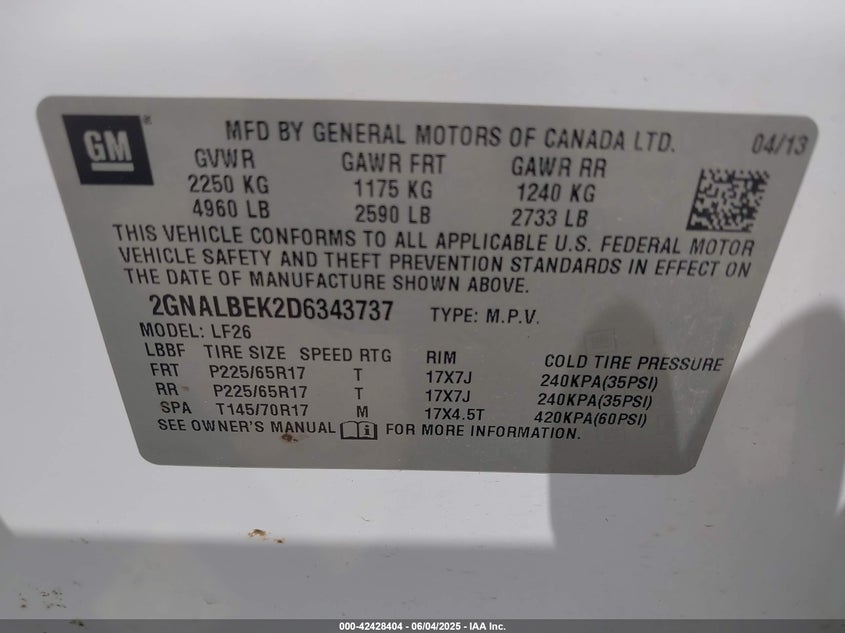 GM®
MFD BY GENERAL MOTORS OF CANADA LTD. 04/13
GVWR GAWR FRT GAWR RR
2250 KG 1175 KG 1240 KG
4960 LB 2590 LB 2733 LB
THIS VEHICLE CONFORMS TO ALL APPLICABLE U.S. FEDERAL MOTOR
VEHICLE SAFETY AND THEFT PREVENTION STANDARDS IN EFFECT ON
THE DATE OF MANUFACTURE SHOWN ABOVE.
2GNALBEK2D6343737 TYPE: M.P.V.
MODEL: LF26
LBBF TIRE SIZE SPEED RTG RIM COLD TIRE PRESSURE
FRT P225/65R17 T 17X7J 240KPA(35PSI)
RR P225/65R17 T 17X7J 240KPA(35PSI)
SPA T145/70R17 M 17X4.5T 420KPA(60PSI)
SEE OWNER'S MANUAL FOR MORE INFORMATION.
000-42428404 - 06/04/2025 - IAA Inc.